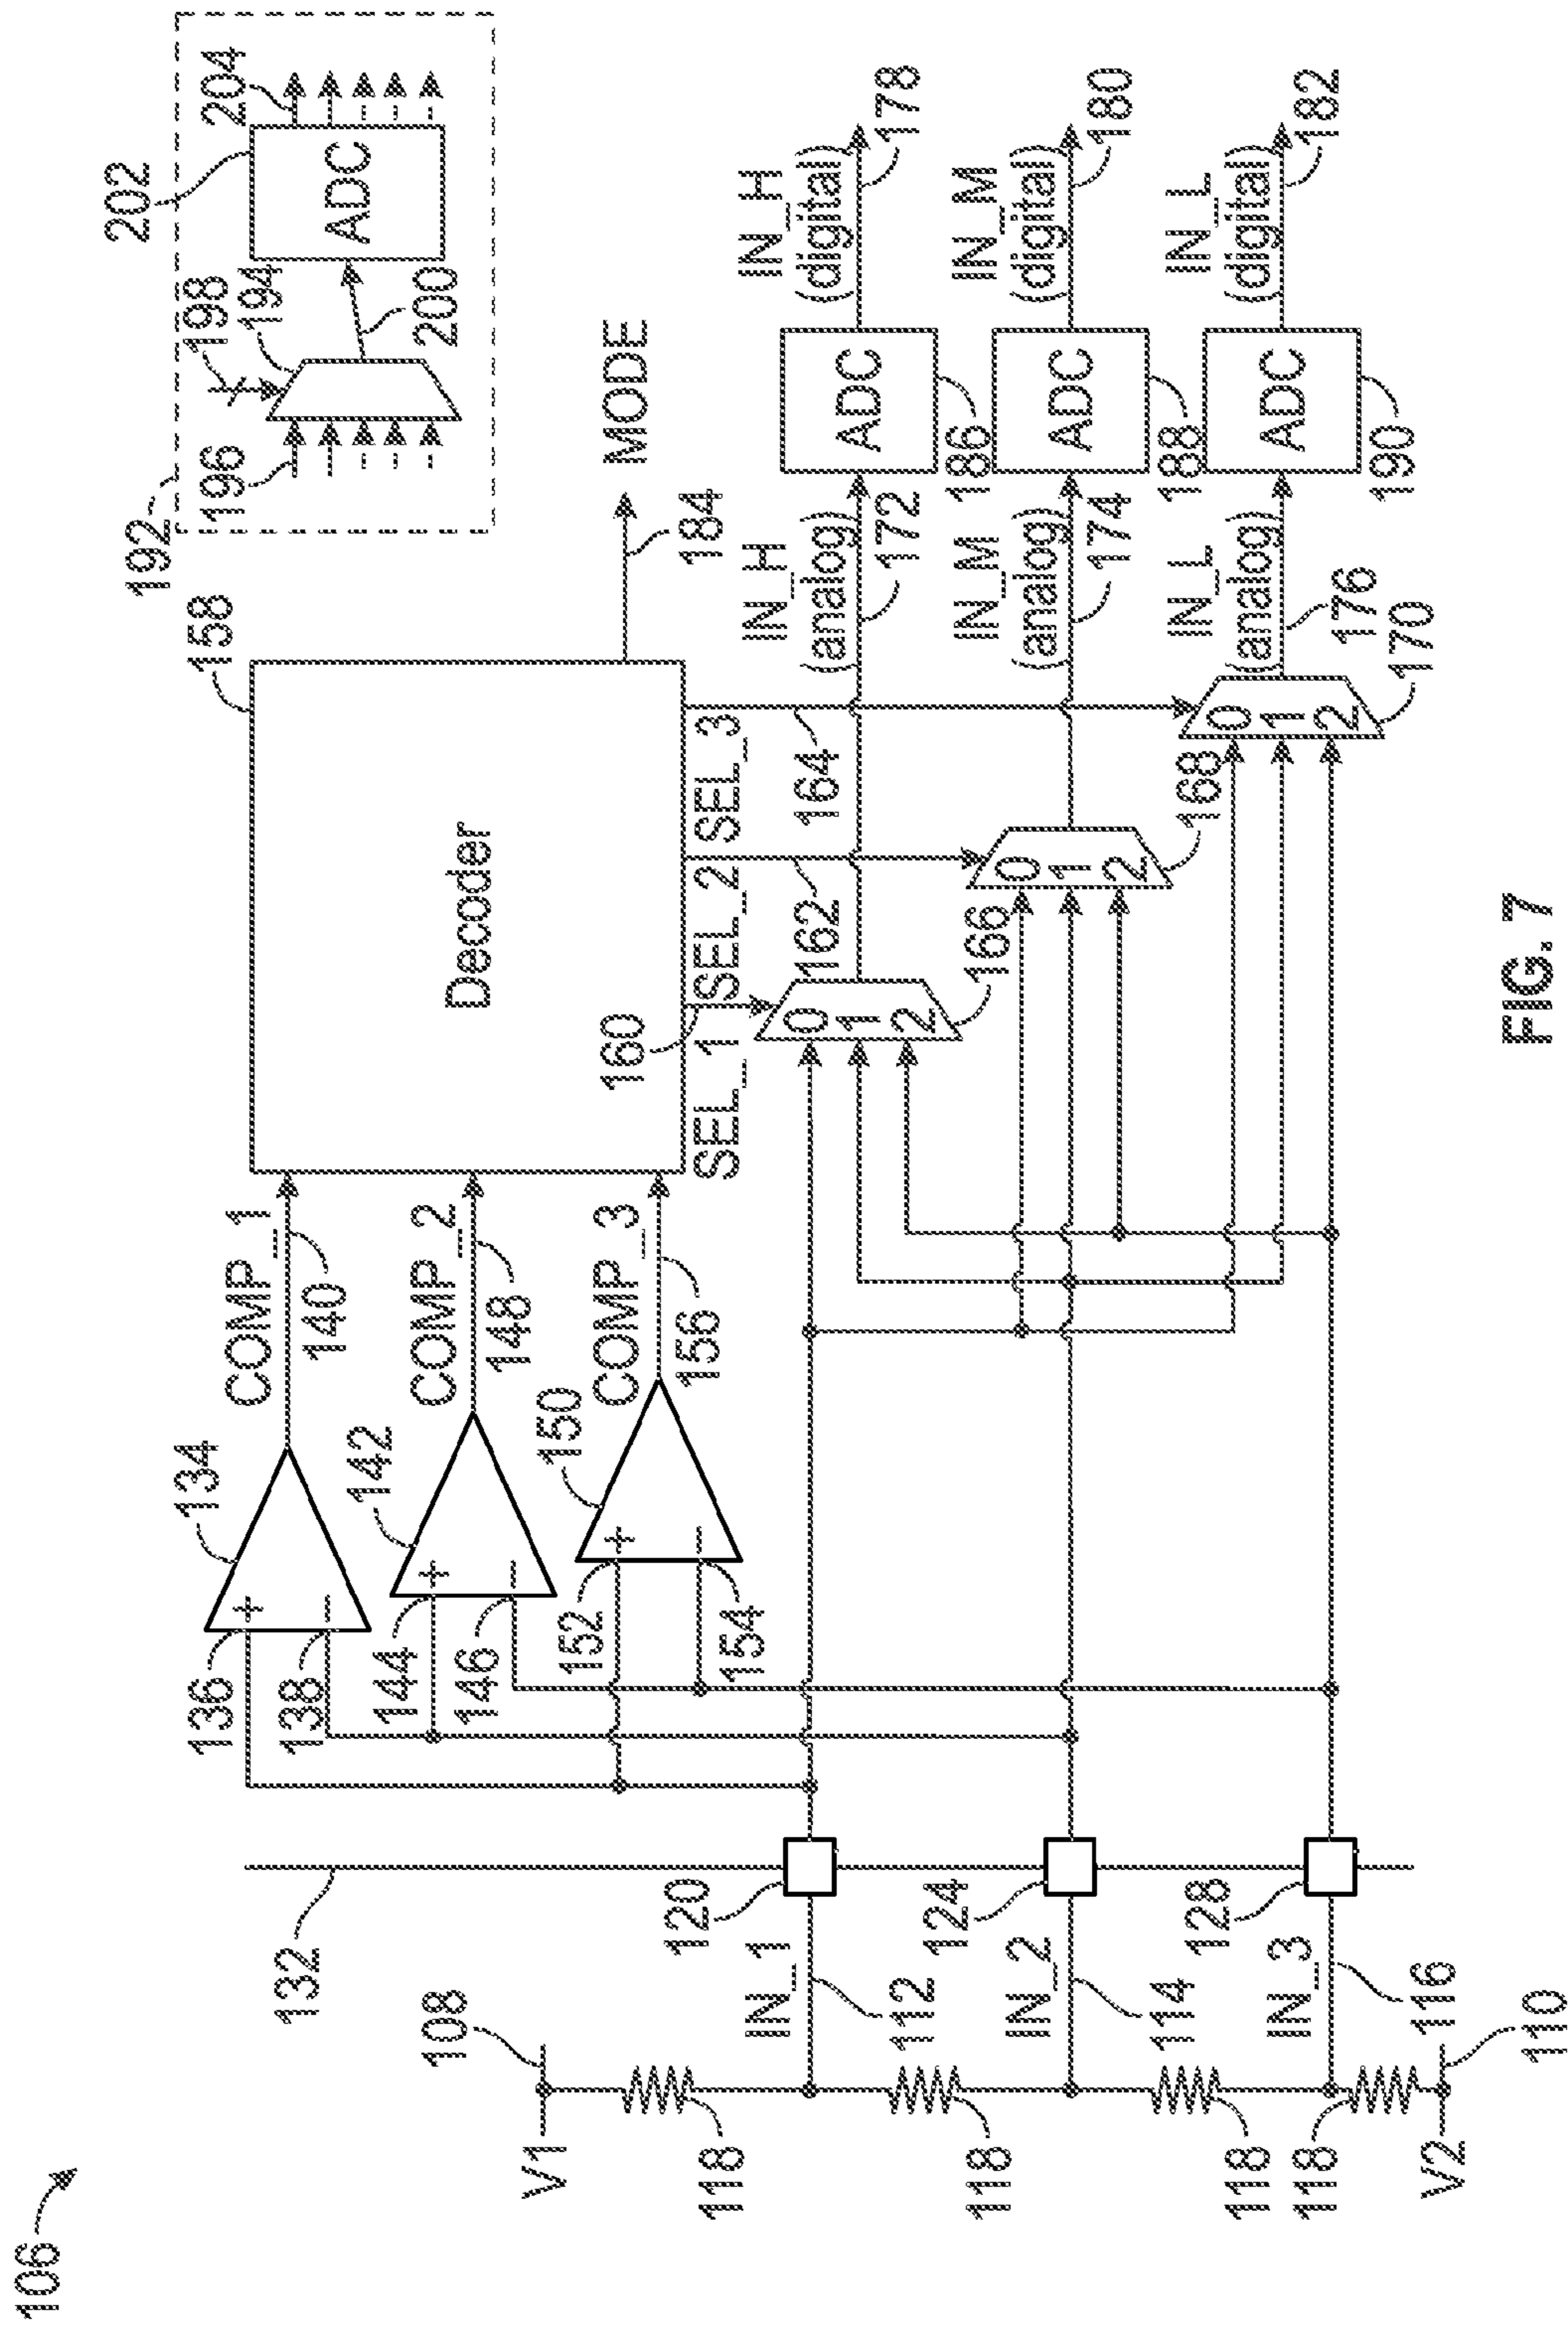 106
192
196
198
194
200
202
ADC
204
134
136
+
138
-
COMP_1
140
142
144
+
146
-
COMP_2
148
150
152
+
154
-
COMP_3
156
158
Decoder
184
MODE
160
SEL_1
162
SEL_2
164
SEL_3
132
V1
108
118
IN_1
112
120
118
IN_2
114
124
118
IN_3
116
128
118
V2
110
0
1
2
166
IN_H
(analog)
172
ADC
186
IN_H
(digital)
178
0
1
2
168
IN_M
(analog)
174
ADC
188
IN_M
(digital)
180
0
1
2
170
IN_L
(analog)
176
ADC
190
IN_L
(digital)
182
FIG. 7